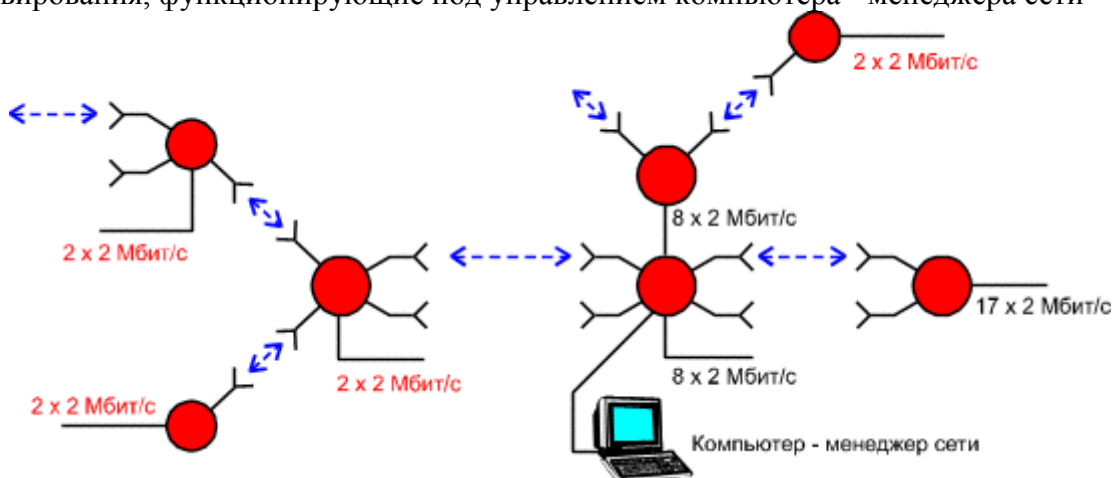 вирования, функционирующие под управлением компьютера - менеджера сети
2 х 2 Мбит/с
8 х 2 Мбит/с
2 х 2 Мбит/с
17 х 2 Мбит/с
2 х 2 Мбит/с
8 х 2 Мбит/с
2 х 2 Мбит/с
Компьютер - менеджер сети